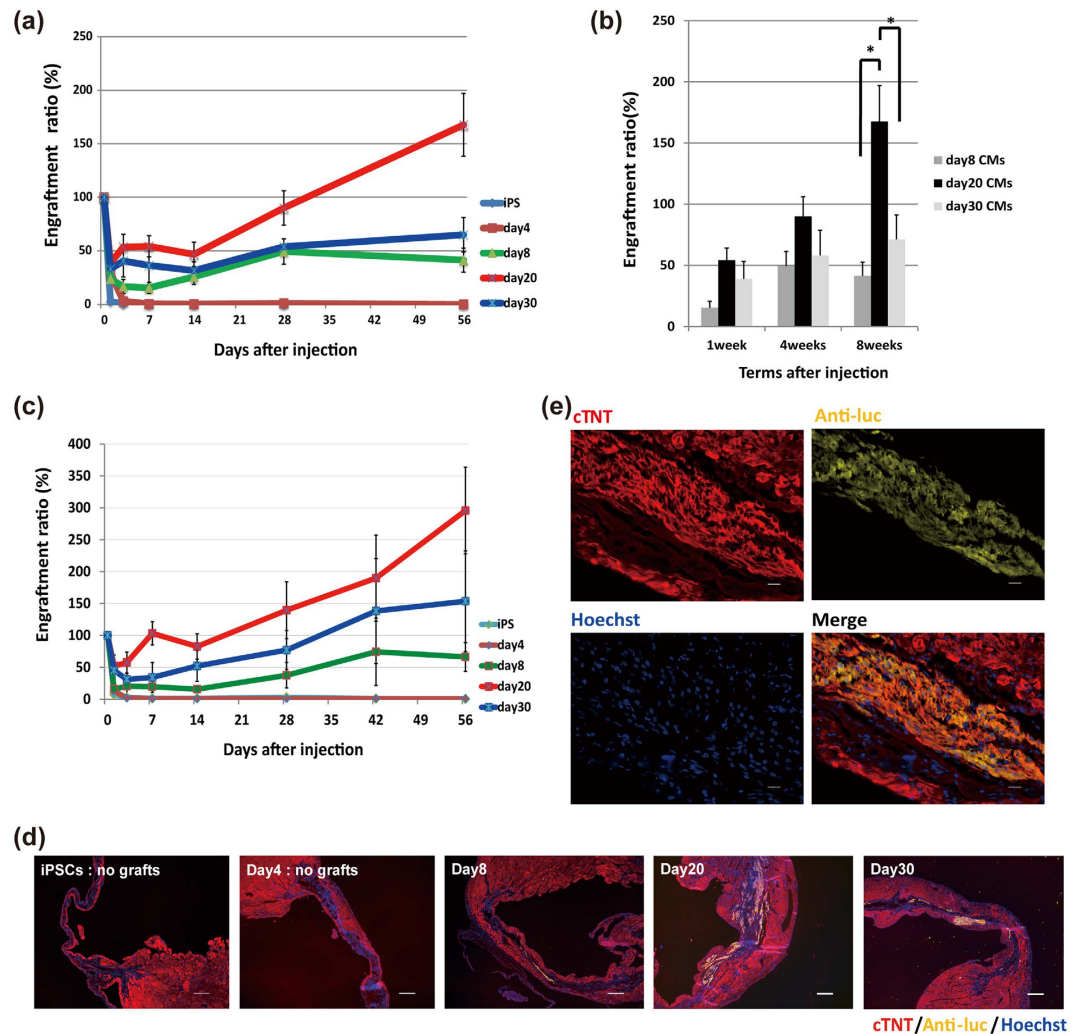 (a)
Engraftment ratio (%)
250
200
150
100
50
0
0 7 14 21 28 35 42 49 56
Days after injection
iPS
day4
day8
day20
day30
(b)
Engraftment ratio(%)
250
200
150
100
50
0
*
*
1week 4weeks 8weeks
Terms after injection
day8 CMs
day20 CMs
day30 CMs
(c)
Engraftment ratio (%)
400
350
300
250
200
150
100
50
0
0 7 14 21 28 35 42 49 56
Days after injection
iPS
day4
day8
day20
day30
(e)
cTNT
Anti-luc
Hoechst
Merge
(d)
iPSCs : no grafts
Day4 : no grafts
Day8
Day20
Day30
cTNT/Anti-luc/Hoechst